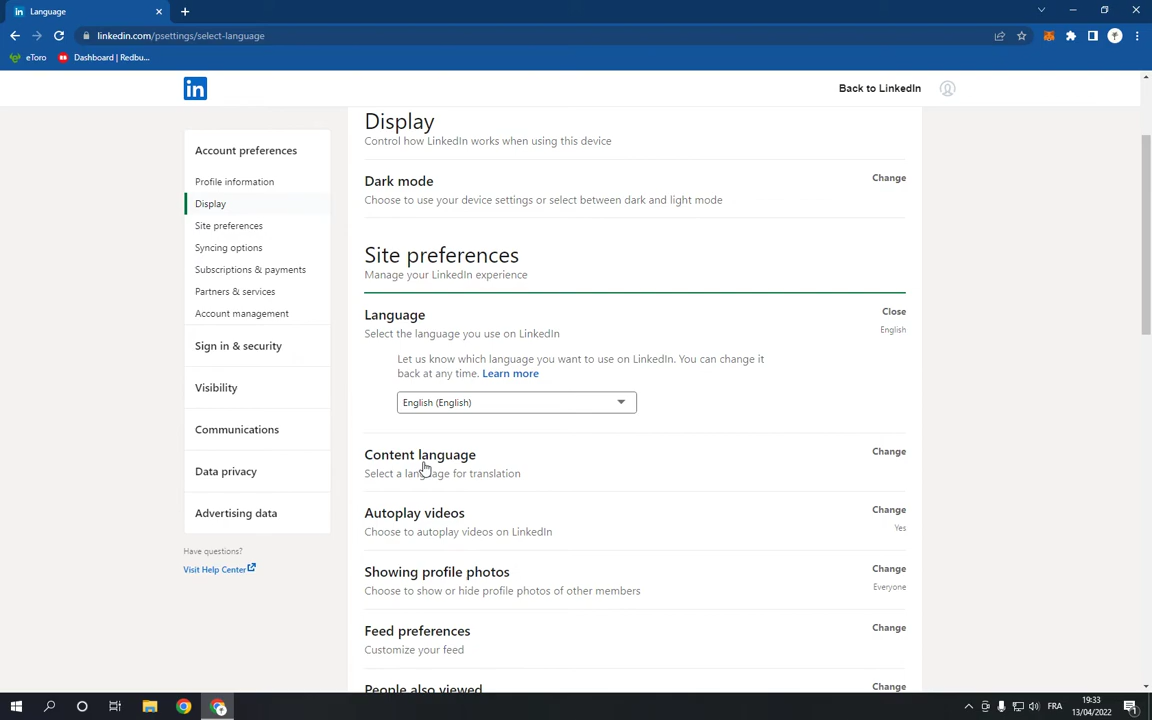 Language
linkedin.com/psettings/select-language
eToro
Dashboard | Redbu...
in
Back to LinkedIn
Account preferences
Profile information
Display
Site preferences
Syncing options
Subscriptions & payments
Partners & services
Account management
Sign in & security
Visibility
Communications
Data privacy
Advertising data
Have questions?
Visit Help Center
Display
Control how LinkedIn works when using this device
Dark mode
Change
Choose to use your device settings or select between dark and light mode
Site preferences
Manage your LinkedIn experience
Language
Close
Select the language you use on LinkedIn
English
Let us know which language you want to use on LinkedIn. You can change it
back at any time. Learn more
English (English)
Content language
Change
Select a language for translation
Autoplay videos
Change
Choose to autoplay videos on LinkedIn
Yes
Showing profile photos
Change
Choose to show or hide profile photos of other members
Everyone
Feed preferences
Change
Customize your feed
People also viewed
Change
FRA
19:33
13/04/2022